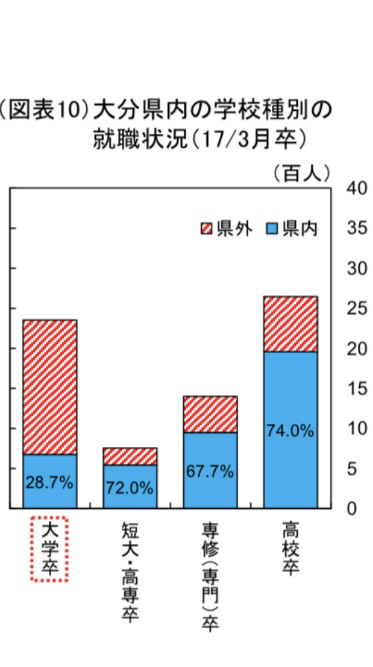 (図表10)大分県内の学校種別の
就職状況(17/3月卒)
(百人)
40
35
県外 県内
30
25
20
15
74.0%
10
67.7%
5
28.7%
72.0%
0
大学卒
短大・高専卒
専修(専門)卒
高校卒